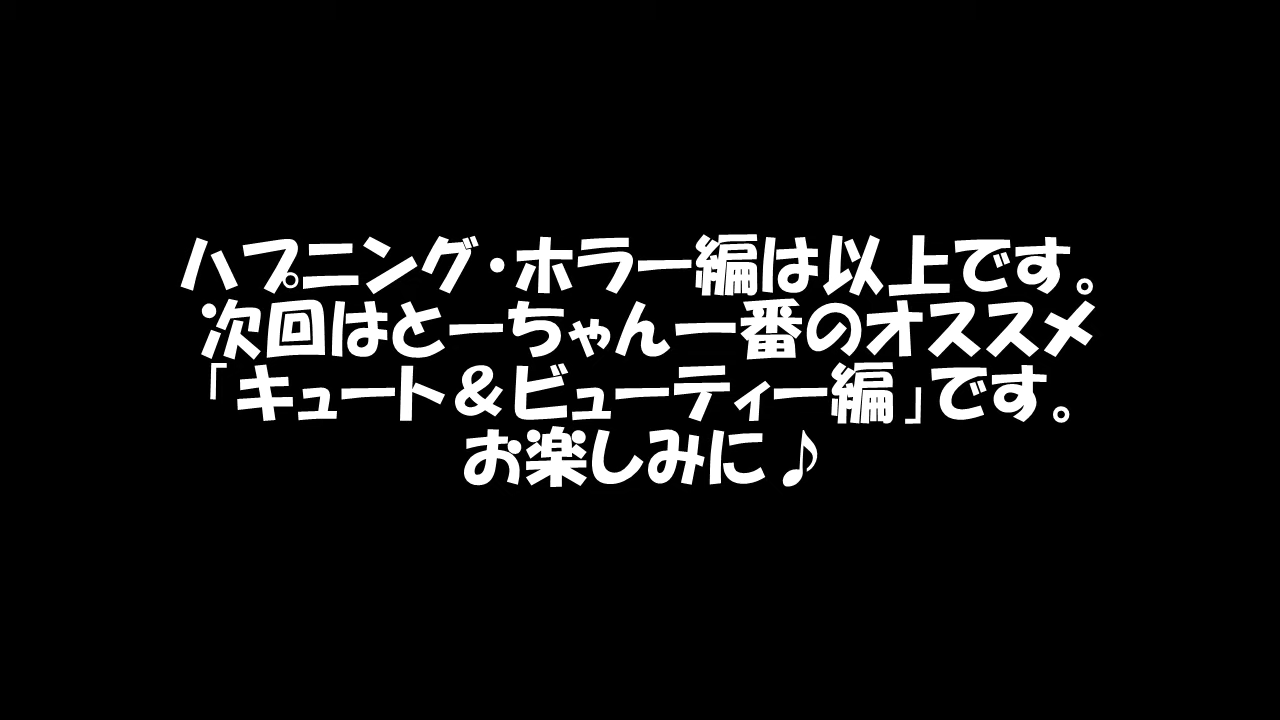 ハプニング・ホラー編は以上です。
次回はとーちゃん一番のオススメ
「キュート＆ビューティー編」です。
お楽しみに♪